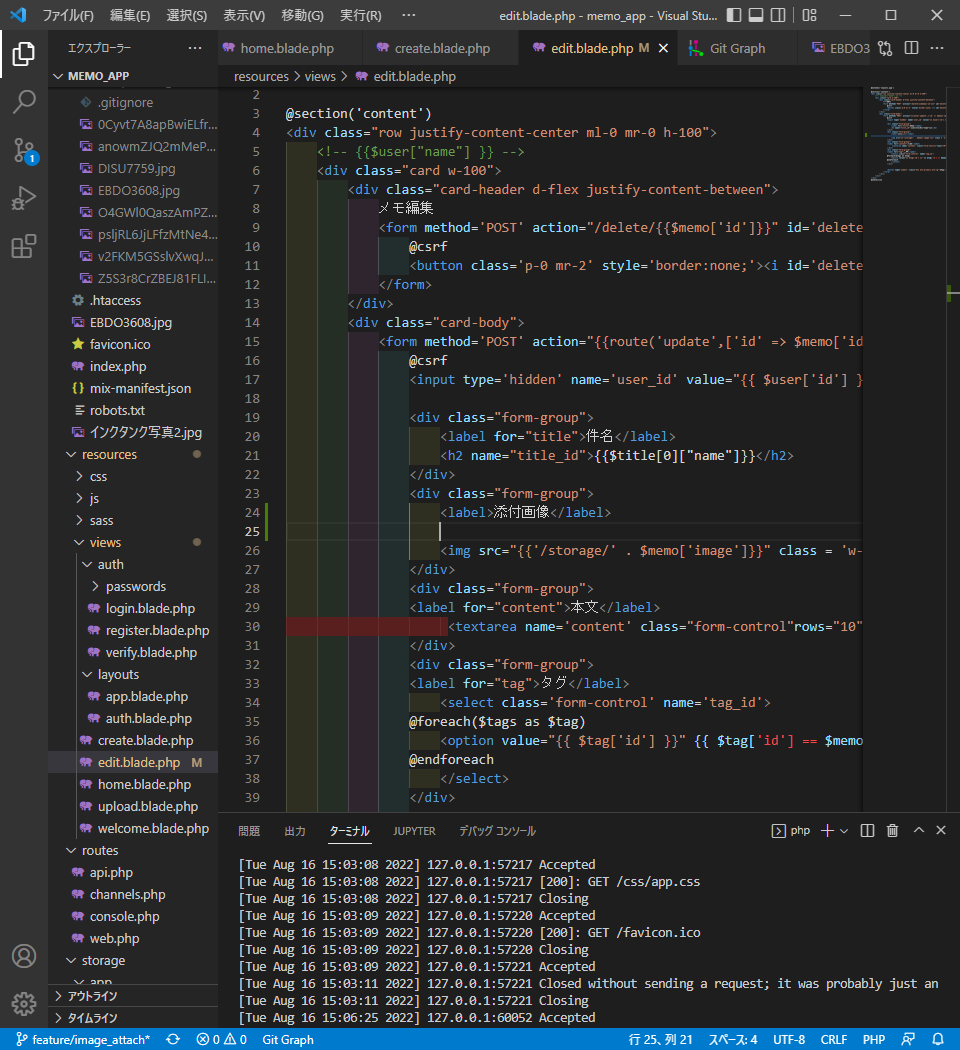 ファイル(F) 編集(E) 選択(S) 表示(V) 移動(G) 実行(R) ··· edit.blade.php - memo_app - Visual Stu...
エクスプローラー ···
MEMO_APP
.gitignore
0Cyvt7A8apBwiELfr...
anowmZJQ2mMeP...
DISU7759.jpg
EBDO3608.jpg
O4GWl0QaszAmPZ...
psljRL6JjLFfzMtNe4...
v2FKM5GSslvXwqJ...
Z5S3r8CrZBEJ81FLI...
.htaccess
EBDO3608.jpg
favicon.ico
index.php
mix-manifest.json
robots.txt
インクタンク写真2.jpg
resources
css
js
sass
views
auth
passwords
login.blade.php
register.blade.php
verify.blade.php
layouts
app.blade.php
auth.blade.php
create.blade.php
edit.blade.php M
home.blade.php
upload.blade.php
welcome.blade.php
routes
api.php
channels.php
console.php
web.php
storage
app
アウトライン
タイムライン
home.blade.php create.blade.php edit.blade.php M Git Graph EBDO3 ···
resources > views > edit.blade.php
2
3 @section('content')
4 <div class="row justify-content-center ml-0 mr-0 h-100">
5 <!-- {{$user["name"] }} -->
6 <div class="card w-100">
7 <div class="card-header d-flex justify-content-between">
8 メモ編集
9 <form method='POST' action="/delete/{{$memo['id']}}" id='delete
10 @csrf
11 <button class='p-0 mr-2' style='border:none;'><i id='delete
12 </form>
13 </div>
14 <div class="card-body">
15 <form method='POST' action="{{route('update',['id' => $memo['id
16 @csrf
17 <input type='hidden' name='user_id' value="{{ $user['id'] }
18
19 <div class="form-group">
20 <label for="title">件名</label>
21 <h2 name="title_id">{{$title[0]["name"]}}</h2>
22 </div>
23 <div class="form-group">
24 <label>添付画像</label>
25
26 <img src="{{'/storage/' . $memo['image']}}" class = 'w-
27 </div>
28 <div class="form-group">
29 <label for="content">本文</label>
30 <textarea name='content' class="form-control"rows="10"
31 </div>
32 <div class="form-group">
33 <label for="tag">タグ</label>
34 <select class='form-control' name='tag_id'>
35 @foreach($tags as $tag)
36 <option value="{{ $tag['id'] }}" {{ $tag['id'] == $memo
37 @endforeach
38 </select>
39 </div>
問題 出力 ターミナル JUPYTER デバッグ コンソール php
[Tue Aug 16 15:03:08 2022] 127.0.0.1:57217 Accepted
[Tue Aug 16 15:03:08 2022] 127.0.0.1:57217 [200]: GET /css/app.css
[Tue Aug 16 15:03:08 2022] 127.0.0.1:57217 Closing
[Tue Aug 16 15:03:09 2022] 127.0.0.1:57220 Accepted
[Tue Aug 16 15:03:09 2022] 127.0.0.1:57220 [200]: GET /favicon.ico
[Tue Aug 16 15:03:09 2022] 127.0.0.1:57220 Closing
[Tue Aug 16 15:03:09 2022] 127.0.0.1:57221 Accepted
[Tue Aug 16 15:03:11 2022] 127.0.0.1:57221 Closed without sending a request; it was probably just an
[Tue Aug 16 15:03:11 2022] 127.0.0.1:57221 Closing
[Tue Aug 16 15:06:25 2022] 127.0.0.1:60052 Accepted
1
feature/image_attach* 0 0 Git Graph 行 25、列 21 スペース: 4 UTF-8 CRLF PHP